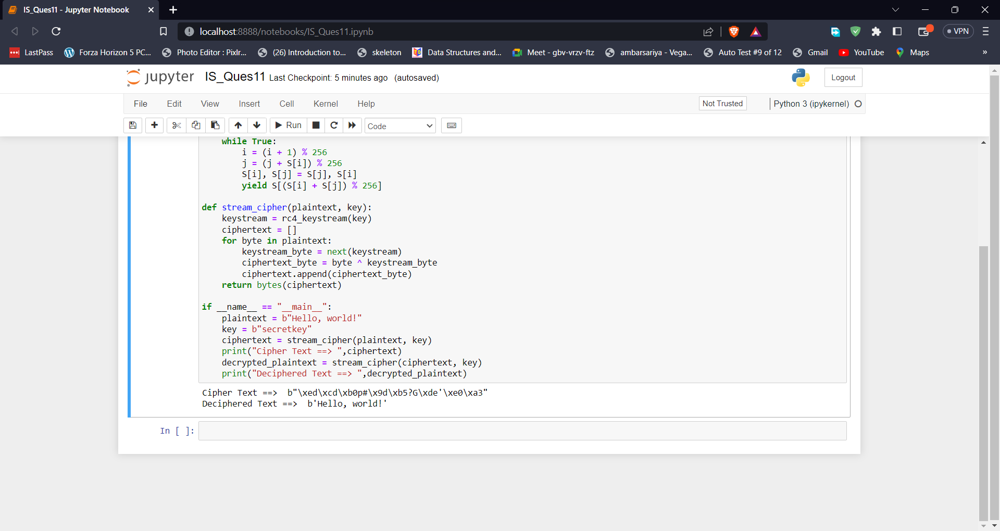 IS_Ques11 - Jupyter Notebook
localhost:8888/notebooks/IS_Ques11.ipynb
VPN
LastPass
Forza Horizon 5 PC...
Photo Editor : Pixlr...
(26) Introduction to...
skeleton
Data Structures and...
Meet - gbv-vrzv-ftz
ambarsariya - Vega...
Auto Test #9 of 12
Gmail
YouTube
Maps
»
jupyter IS_Ques11 Last Checkpoint: 5 minutes ago (autosaved)
Logout
File Edit View Insert Cell Kernel Help
Not Trusted
Python 3 (ipykernel)
Run
Code
    while True:
        i = (i + 1) % 256
        j = (j + S[i]) % 256
        S[i], S[j] = S[j], S[i]
        yield S[(S[i] + S[j]) % 256]
def stream_cipher(plaintext, key):
    keystream = rc4_keystream(key)
    ciphertext = []
    for byte in plaintext:
        keystream_byte = next(keystream)
        ciphertext_byte = byte ^ keystream_byte
        ciphertext.append(ciphertext_byte)
    return bytes(ciphertext)
if __name__ == "__main__":
    plaintext = b"Hello, world!"
    key = b"secretkey"
    ciphertext = stream_cipher(plaintext, key)
    print("Cipher Text ==> ",ciphertext)
    decrypted_plaintext = stream_cipher(ciphertext, key)
    print("Deciphered Text ==> ",decrypted_plaintext)
Cipher Text ==>  b"\xed\xcd\xb0p#\x9d\xb5?G\xde'\xe0\xa3"
Deciphered Text ==>  b'Hello, world!'
In [ ]: